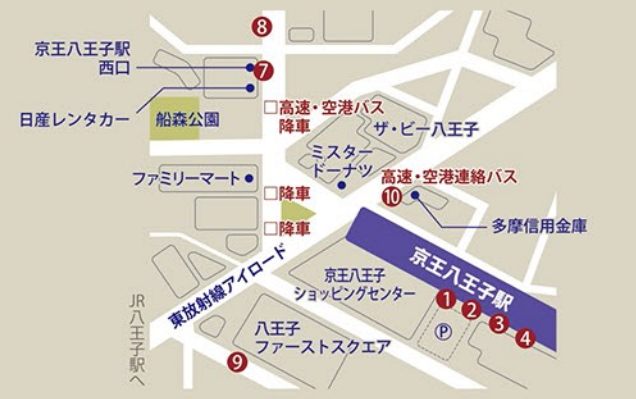 8
京王八王子駅
西口
7
日産レンタカー
船森公園
□高速・空港バス
降車
ザ・ビー八王子
ミスター
ドーナツ
ファミリーマート
高速・空港連絡バス
10
□降車
多摩信用金庫
□降車
東放射線アイロード
京王八王子
ショッピングセンター
京王八王子駅
1
2
3
4
P
JR八王子駅へ
八王子
ファーストスクエア
9